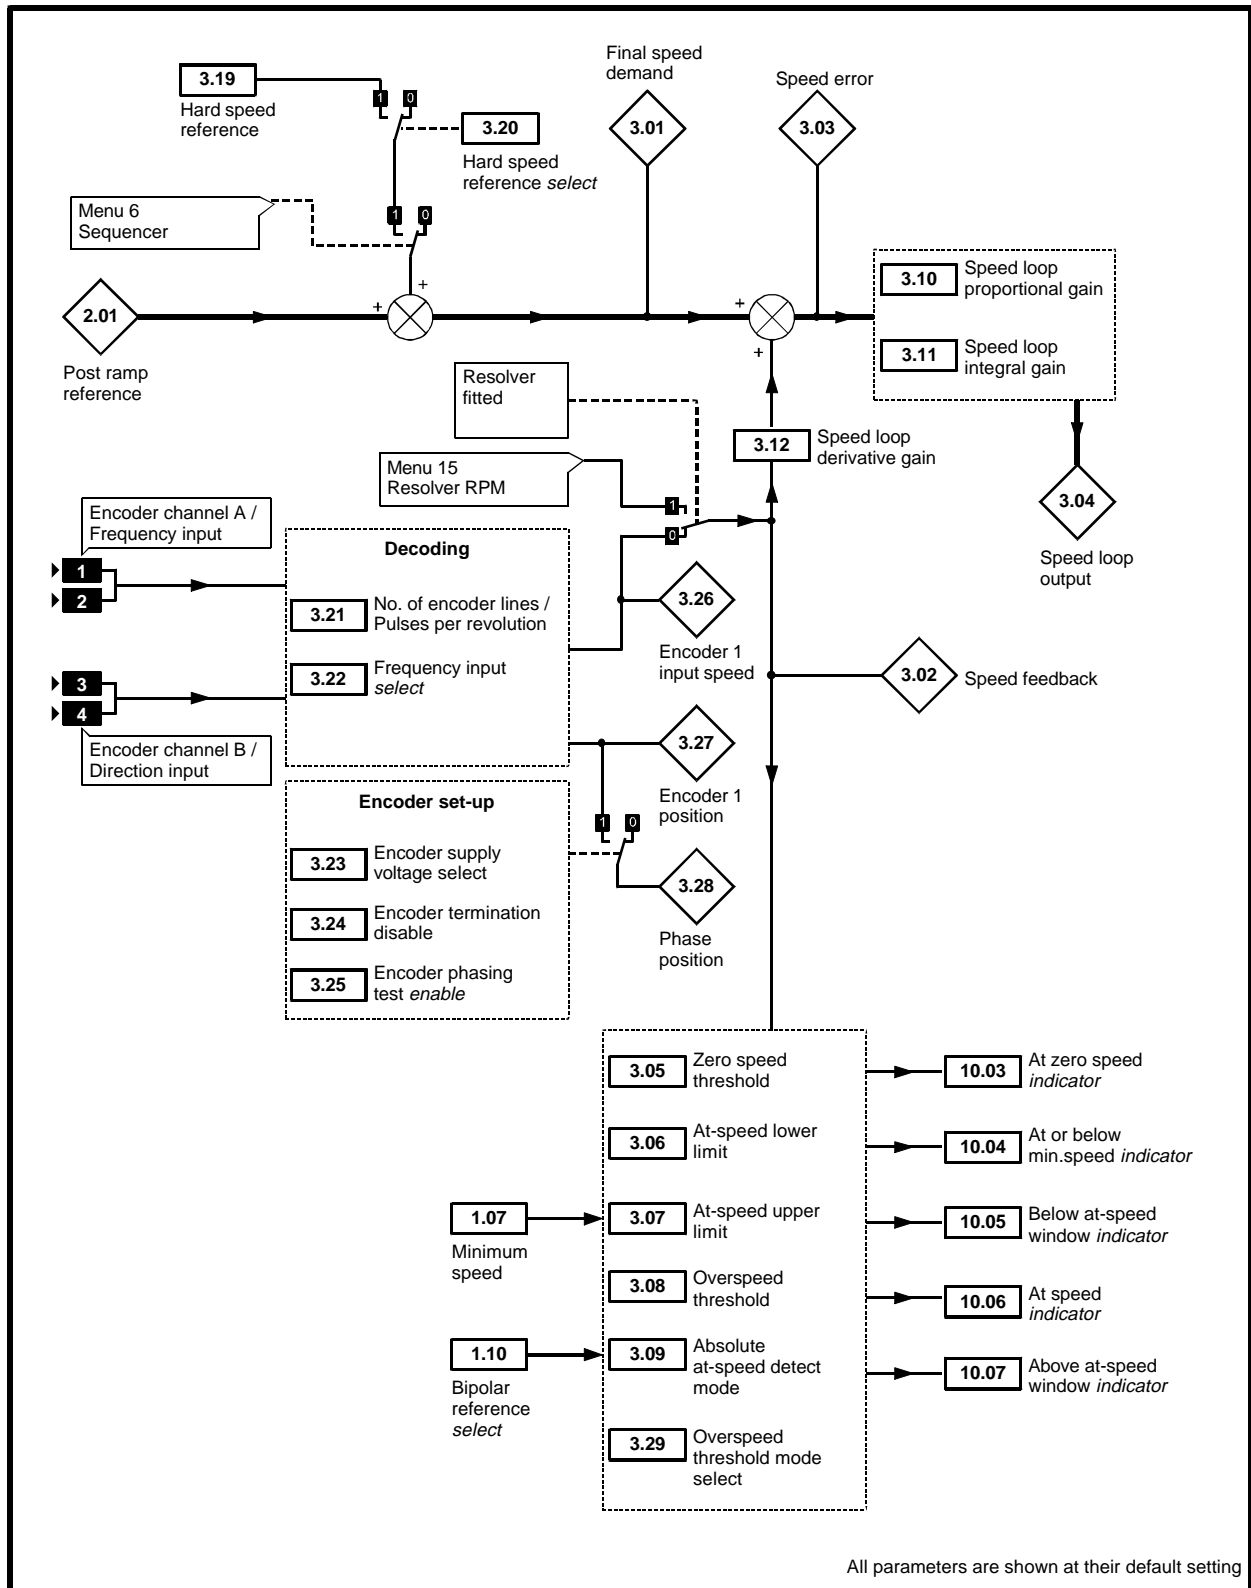 Final speed
demand
Speed error
3.19
Hard speed
reference
1 0
3.20
Hard speed
reference select
3.01
3.03
Menu 6
Sequencer
1 0
+
+
+
+
2.01
Post ramp
reference
3.10
Speed loop
proportional gain
3.11
Speed loop
integral gain
Resolver
fitted
3.12
Speed loop
derivative gain
Menu 15
Resolver RPM
1
0
3.04
Speed loop
output
Encoder channel A /
Frequency input
1
2
3
4
Encoder channel B /
Direction input
Decoding
3.21
No. of encoder lines /
Pulses per revolution
3.22
Frequency input
select
3.26
Encoder 1
input speed
3.02
Speed feedback
3.27
Encoder 1
position
1 0
3.28
Phase
position
Encoder set-up
3.23
Encoder supply
voltage select
3.24
Encoder termination
disable
3.25
Encoder phasing
test enable
3.05
Zero speed
threshold
3.06
At-speed lower
limit
1.07
Minimum
speed
3.07
At-speed upper
limit
3.08
Overspeed
threshold
1.10
Bipolar
reference
select
3.09
Absolute
at-speed detect
mode
3.29
Overspeed
threshold mode
select
10.03
At zero speed
indicator
10.04
At or below
min.speed indicator
10.05
Below at-speed
window indicator
10.06
At speed
indicator
10.07
Above at-speed
window indicator
All parameters are shown at their default setting